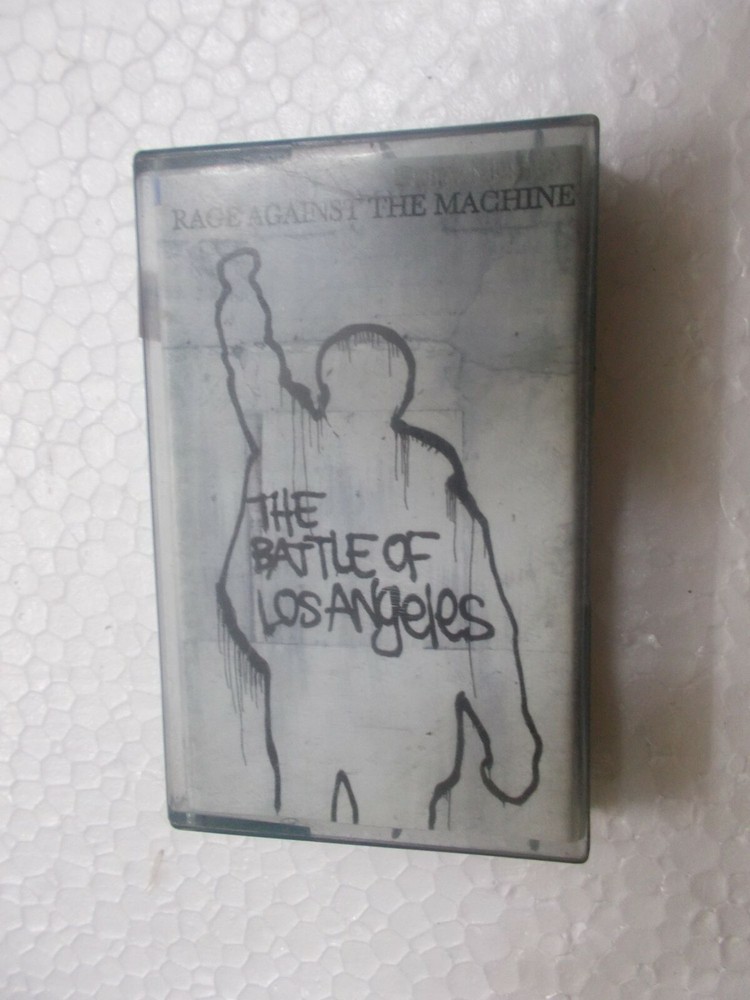 RAGE AGAINST THE MACHINE
THE
BATTLE OF
LOS ANgeleS